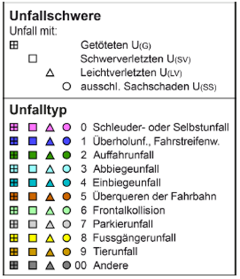 Unfallschwere
Unfall mit:
Getöteten U(G)
Schwerverletzten U(SV)
Leichtverletzten U(LV)
ausschl. Sachschaden U(SS)
Unfalltyp
0 Schleuder- oder Selbstunfall
1 Überholunf., Fahrstreifenw.
2 Auffahrunfall
3 Abbiegeunfall
4 Einbiegeunfall
5 Überqueren der Fahrbahn
6 Frontalkollision
7 Parkierunfall
8 Fussgängerunfall
9 Tierunfall
00 Andere